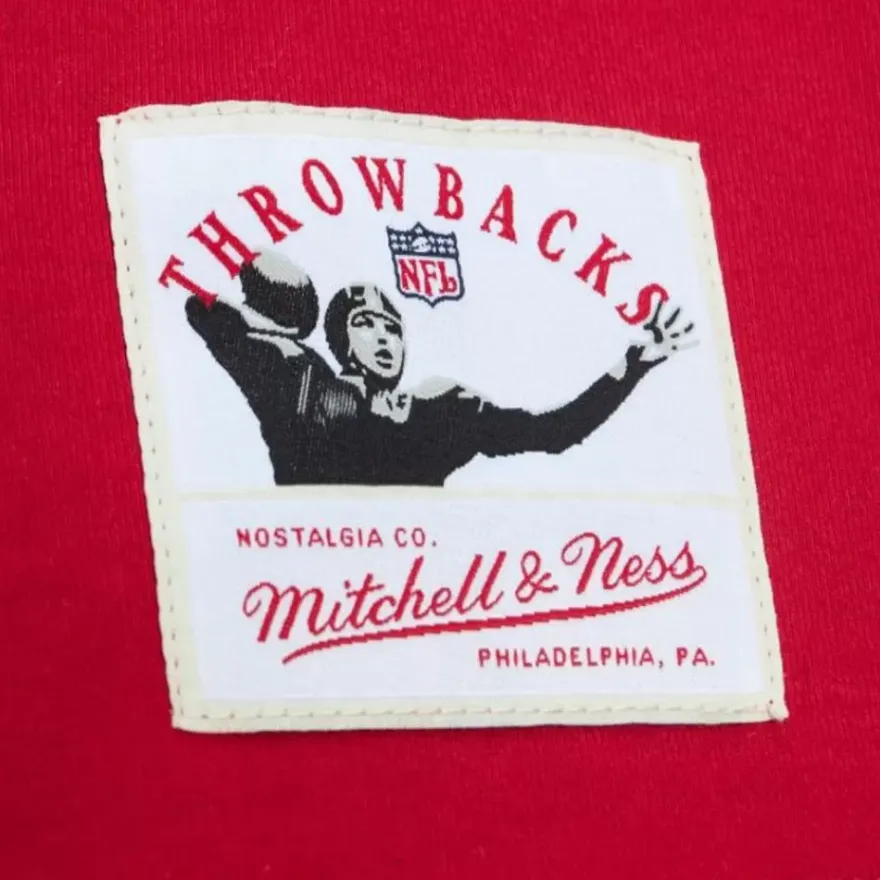 THROWBACKS
NFL
NOSTALGIA CO.
Mitchell & Ness
PHILADELPHIA, PA.